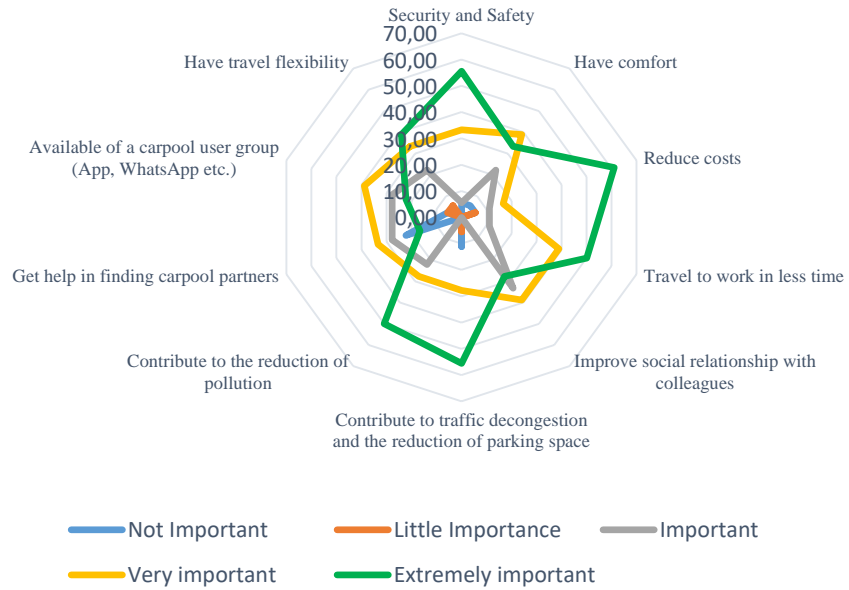 Security and Safety
70,00
60,00
50,00
40,00
30,00
20,00
10,00
0,00
Have comfort
Reduce costs
Travel to work in less time
Improve social relationship with
colleagues
Contribute to traffic decongestion
and the reduction of parking space
Contribute to the reduction of
pollution
Get help in finding carpool partners
Available of a carpool user group
(App, WhatsApp etc.)
Have travel flexibility
Not Important
Little Importance
Important
Very important
Extremely important